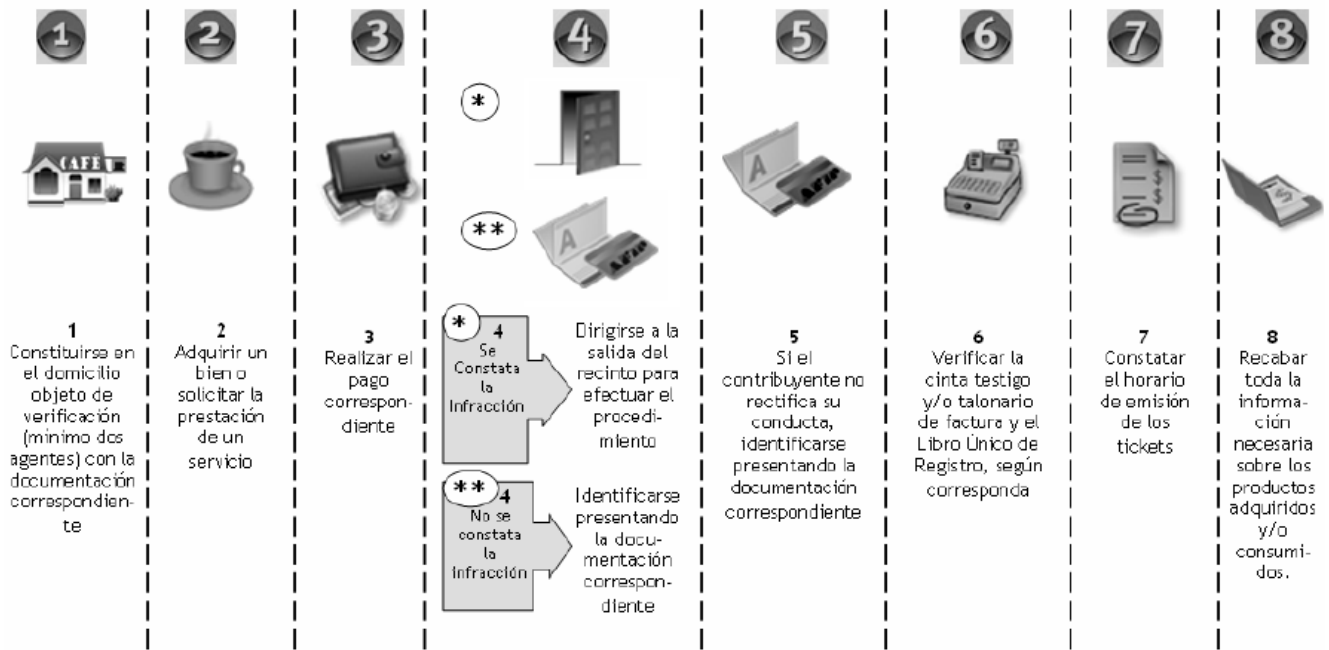 1
2
3
4
5
6
7
8
CAFE
*
A
AFIP
**
A
1
Constituirse en
el domicilio
objeto de
verificación
(mínimo dos
agentes) con la
documentación
correspondien-
te
2
Adquirir un
bien o
solicitar la
prestación
de un
servicio
3
Realizar el
pago
correspon-
diente
* 4
Se
Constata
la
Infracción
Dirigirse a la
salida del
recinto para
efectuar el
procedi-
miento
** 4
No se
constata
la
infracción
Identificarse
presentando
la docu-
mentación
correspon-
diente
5
Si el
contribuyente no
rectifica su
conducta,
identificarse
presentando la
documentación
correspondiente
6
Verificar la
cinta testigo
y/o talonario
de factura y el
Libro Único de
Registro, según
corresponda
7
Constatar
el horario
de emisión
de los
tickets
8
Recabar
toda la
informa-
ción
necesaria
sobre los
productos
adquiridos
y/o
consumi-
dos.